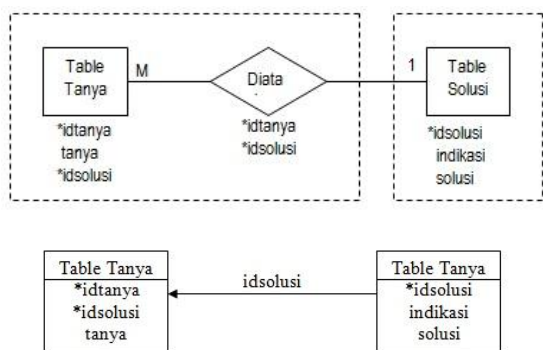 Table
Tanya
M
Diata
1
Table
Solusi
*idtanya
tanya
*idsolusi
*idtanya
*idsolusi
*idsolusi
indikasi
solusi
Table Tanya
*idtanya
*idsolusi
tanya
idsolusi
Table Tanya
*idsolusi
indikasi
solusi